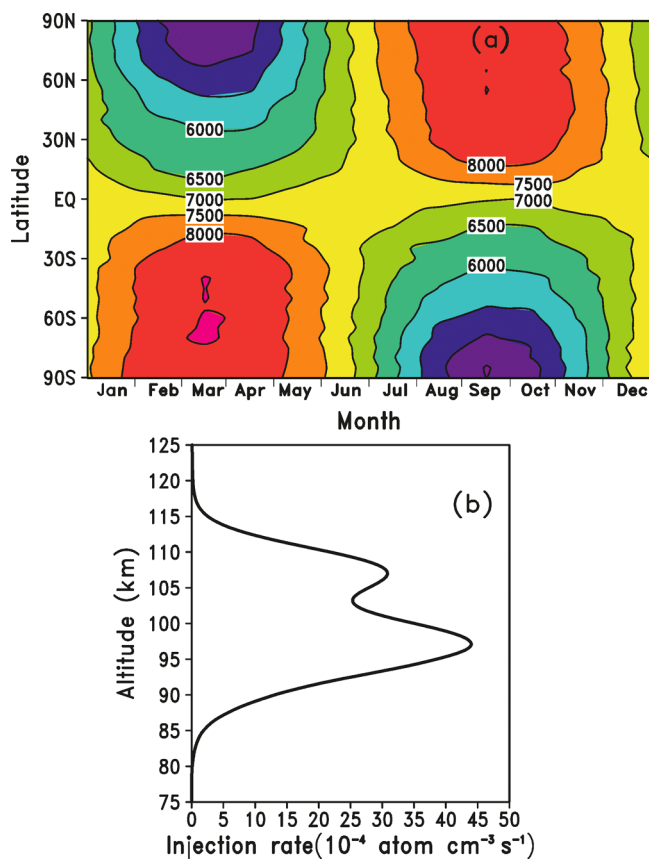 90N
(a)
60N
6000
30N
8000
6500
7500
EQ
7000
7000
7500
6500
8000
30S
6000
60S
90S
Latitude
Jan Feb Mar Apr May Jun Jul Aug Sep Oct Nov Dec
Month
125
120
(b)
115
110
105
100
95
90
85
80
75
Altitude (km)
0 5 10 15 20 25 30 35 40 45 50
Injection rate(10⁻⁴ atom cm⁻³ s⁻¹)